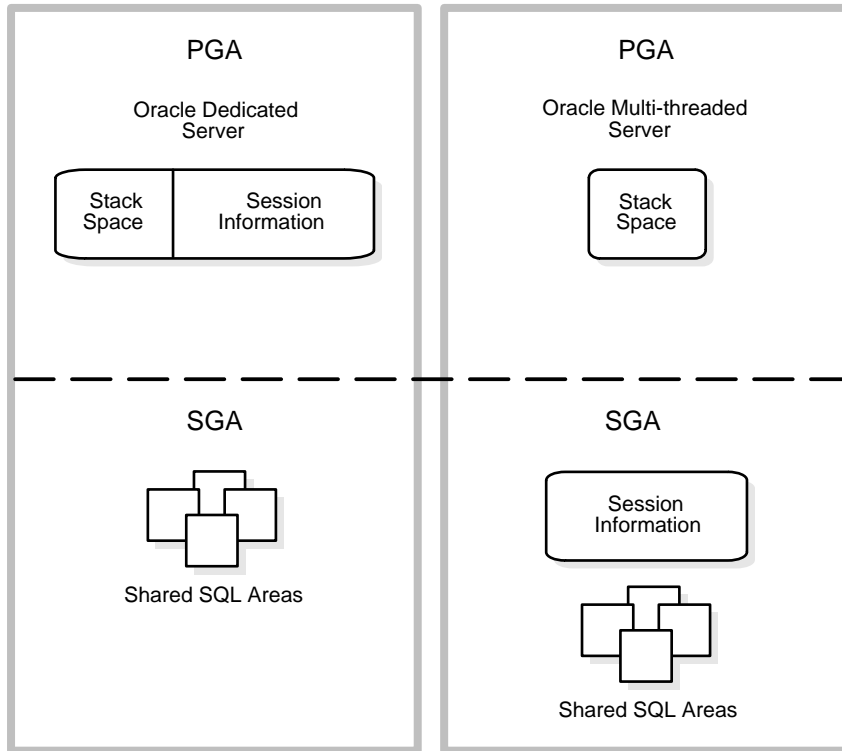 PGA
Oracle Dedicated
Server
Stack
Space
Session
Information
SGA
Shared SQL Areas
PGA
Oracle Multi-threaded
Server
Stack
Space
SGA
Session
Information
Shared SQL Areas